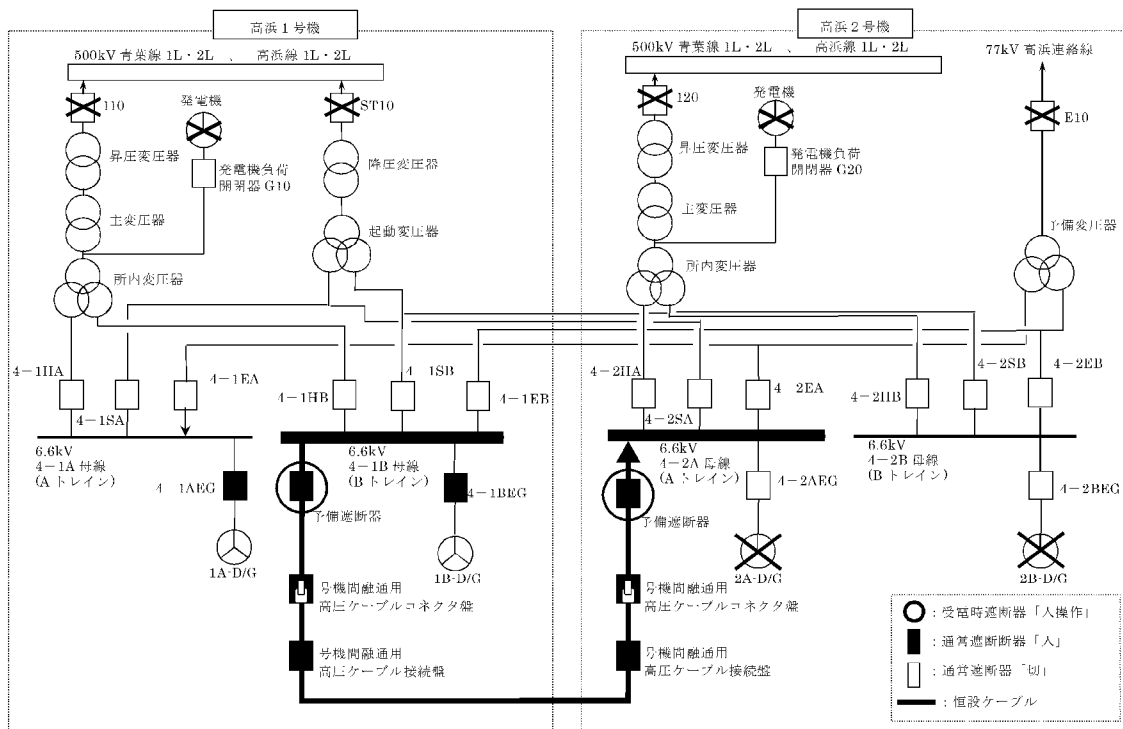 高浜1号機
500kV 青葉線 1L・2L 、 高浜線 1L・2L
110
発電機
ST10
昇圧変圧器
発電機負荷
開閉器 G10
降圧変圧器
主変圧器
起動変圧器
所内変圧器
4-1HA
4-1SA
4-1EA
4-1HB
4 1SB
4-1EB
6.6kV
4-1A 母線
(A トレイン)
4 1AEG
1A-D/G
6.6kV
4-1B 母線
(B トレイン)
4-1BEG
1B-D/G
予備遮断器
号機間融通用
高圧ケーブルコネクタ盤
号機間融通用
高圧ケーブル接続盤
高浜2号機
500kV 青葉線 1L・2L 、 高浜線 1L・2L
77kV 高浜連絡線
120
発電機
E10
昇圧変圧器
発電機負荷
開閉器 G20
主変圧器
予備変圧器
所内変圧器
4-2HA
4-2SA
4 2EA
4-2HB
4-2SB
4-2EB
6.6kV
4-2A 母線
(A トレイン)
4-2AEG
2A-D/G
6.6kV
4-2B 母線
(B トレイン)
4-2BEG
2B-D/G
予備遮断器
号機間融通用
高圧ケーブルコネクタ盤
号機間融通用
高圧ケーブル接続盤
:受電時遮断器「入操作」
:通常遮断断器「入」
:通常遮断器「切」
:恒設ケーブル